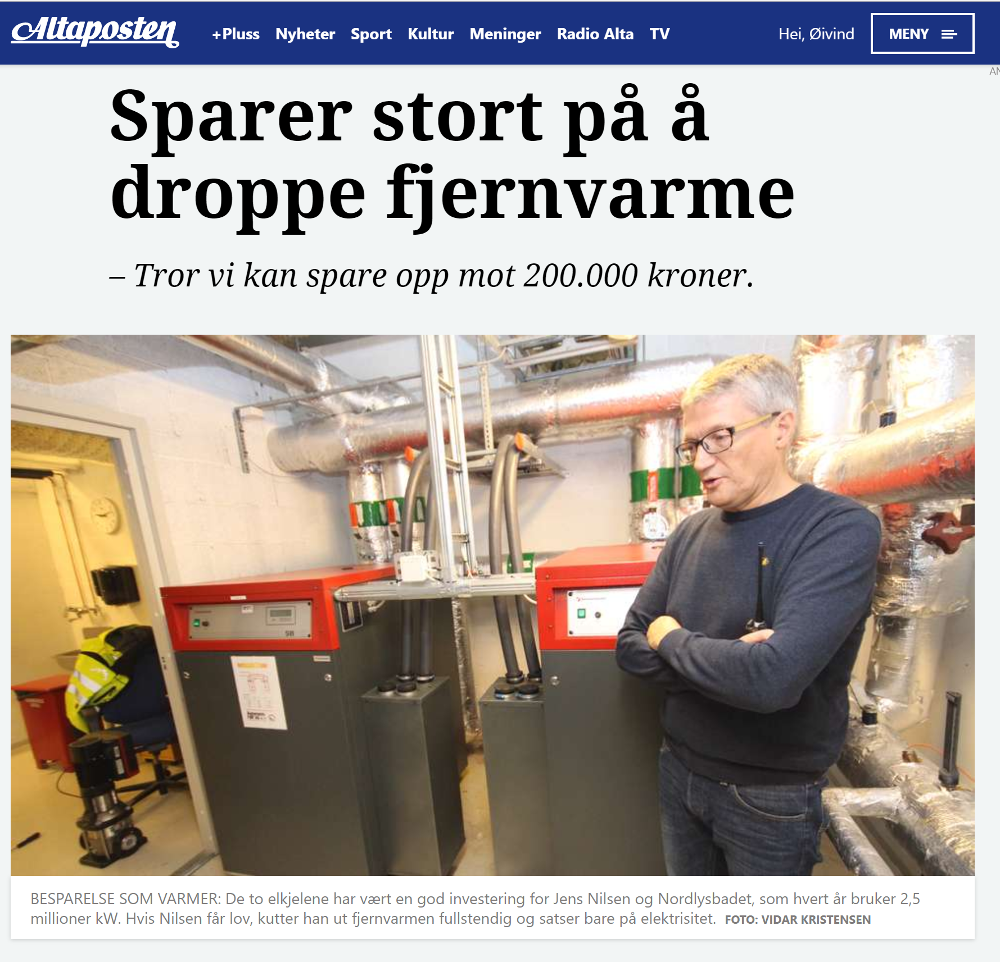 Altaposten
+Pluss Nyheter Sport Kultur Meninger Radio Alta TV Hei, Øivind MENY
AN
Sparer stort på å
droppe fjernvarme
– Tror vi kan spare opp mot 200.000 kroner.
SB
BESPARELSE SOM VARMER: De to elkjelene har vært en god investering for Jens Nilsen og Nordlysbadet, som hvert år bruker 2,5
millioner kW. Hvis Nilsen får lov, kutter han ut fjernvarmen fullstendig og satser bare på elektrisitet. FOTO: VIDAR KRISTENSEN